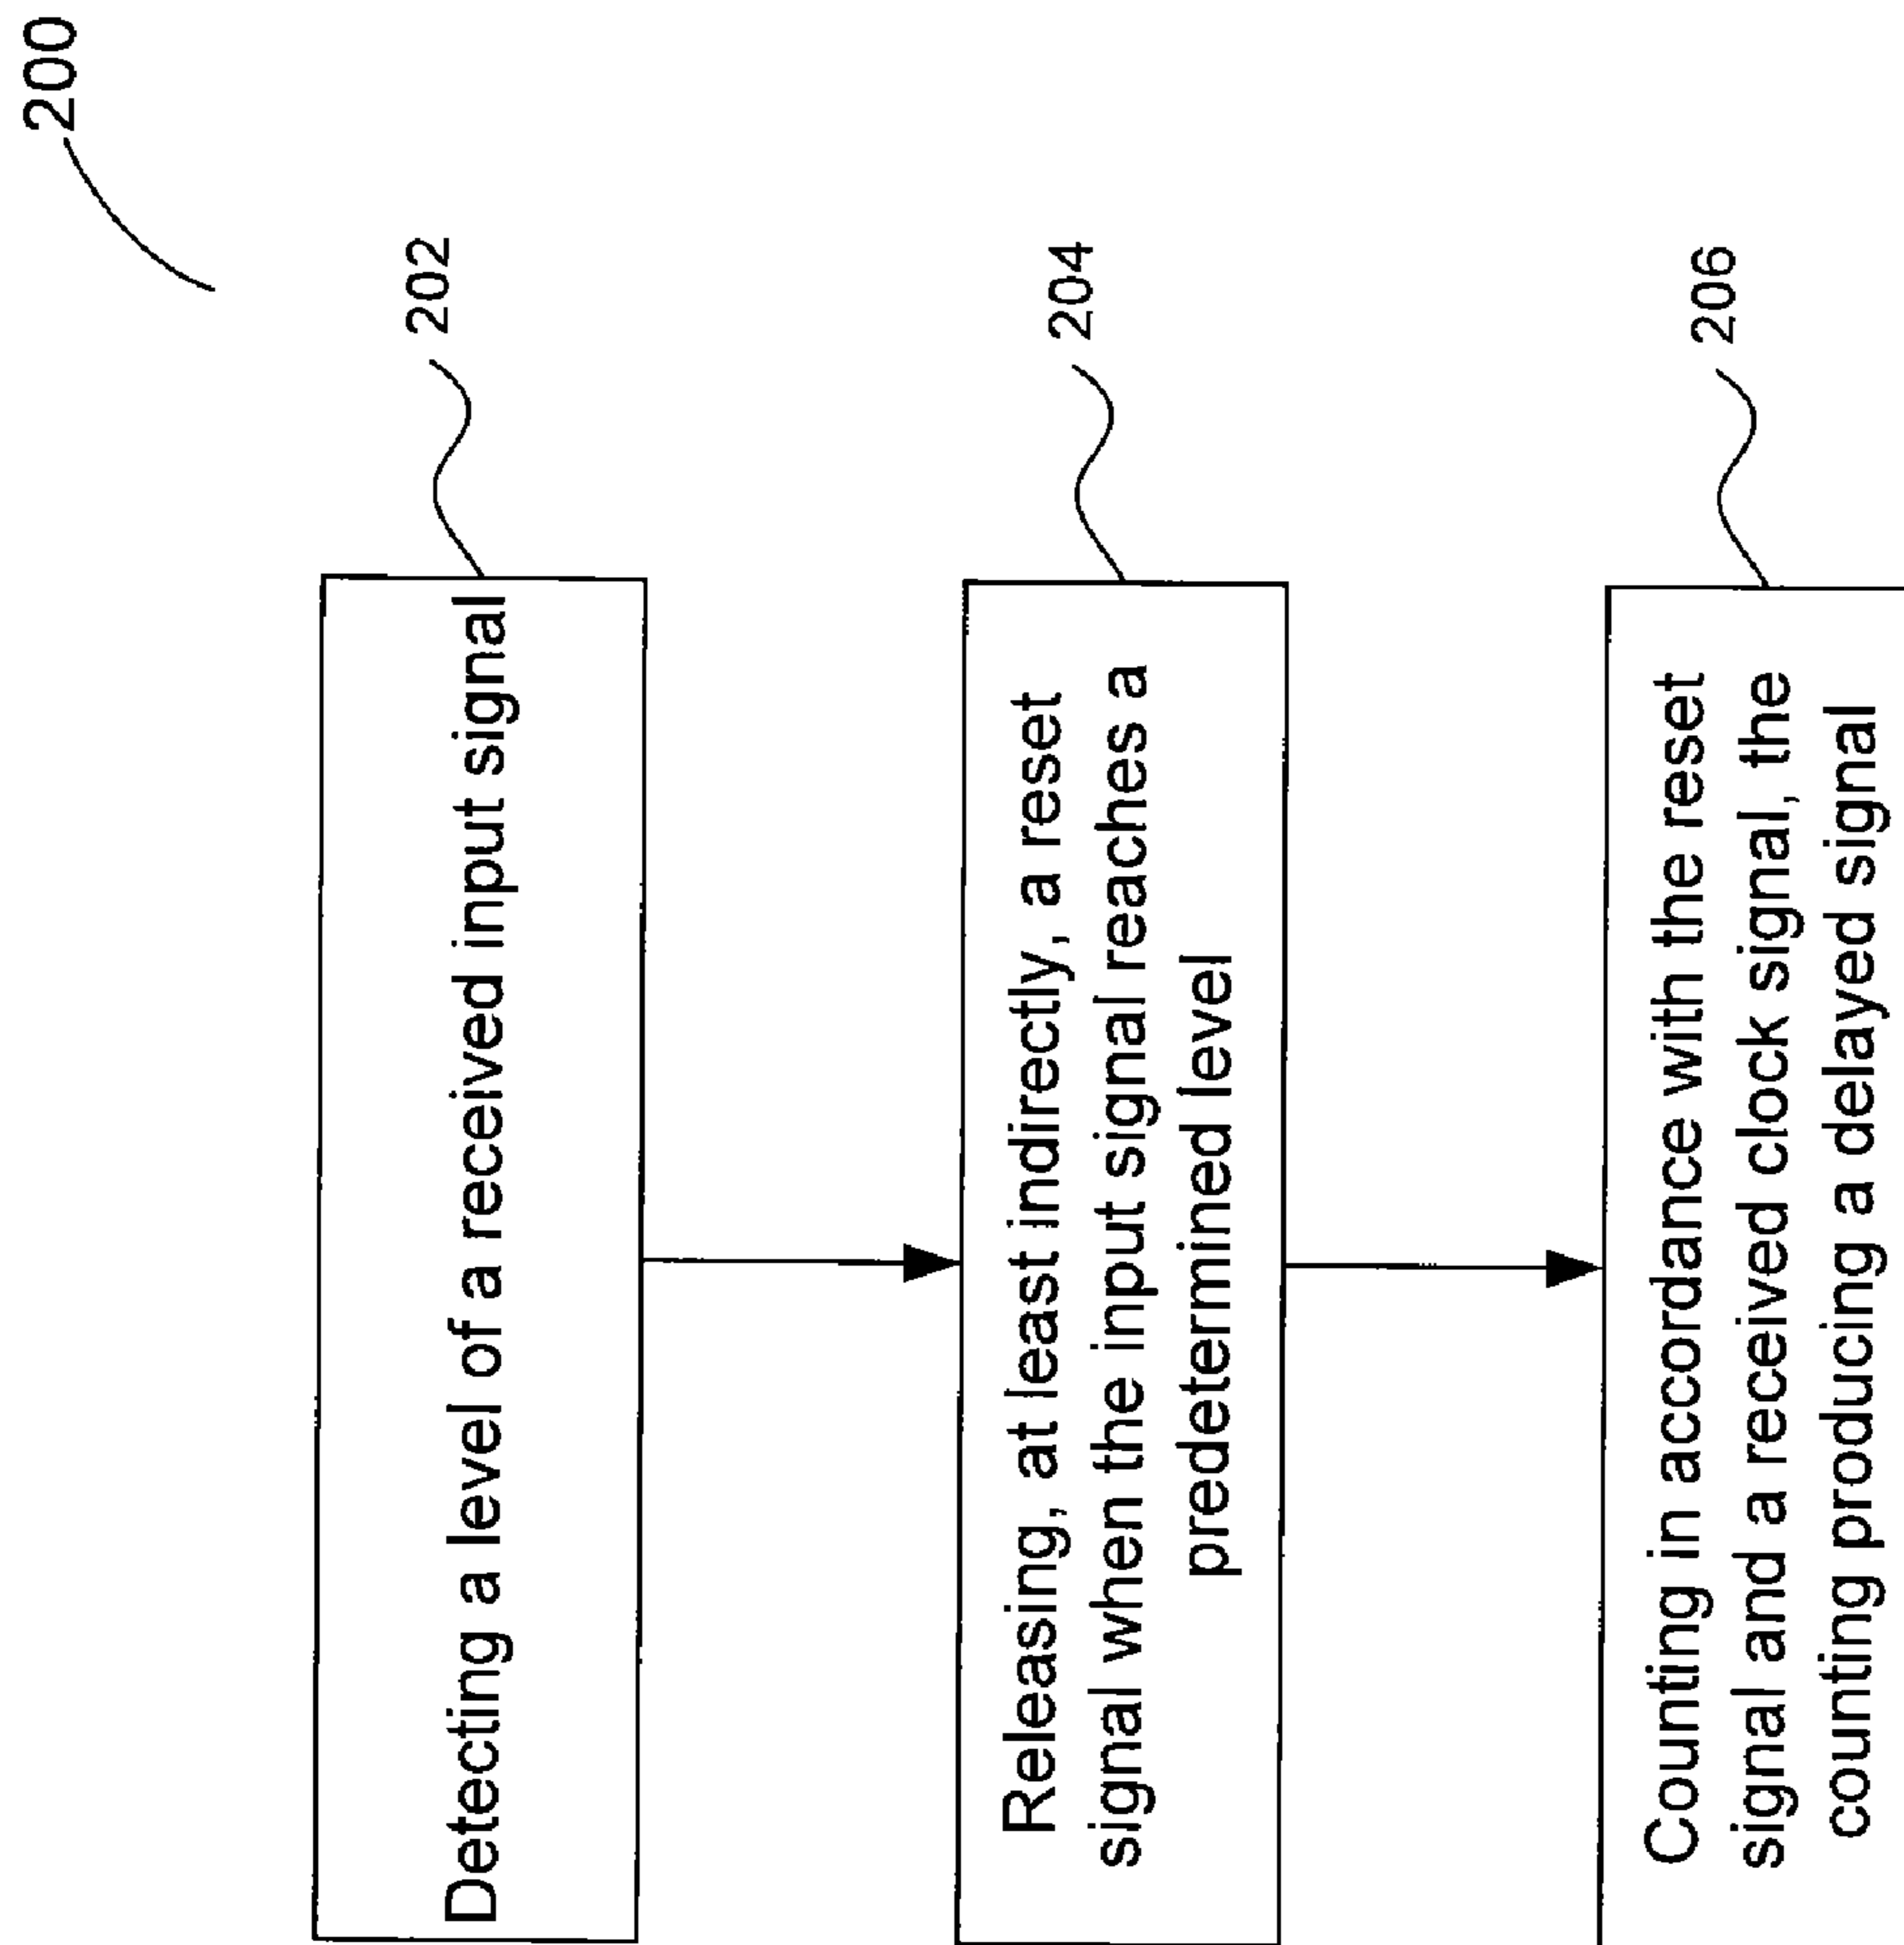 200
202
Detecting a level of a received input signal
204
Releasing, at least indirectly, a reset
signal when the input signal reaches a
predetermined level
206
Counting in accordance with the reset
signal and a received clock signal, the
counting producing a delayed signal